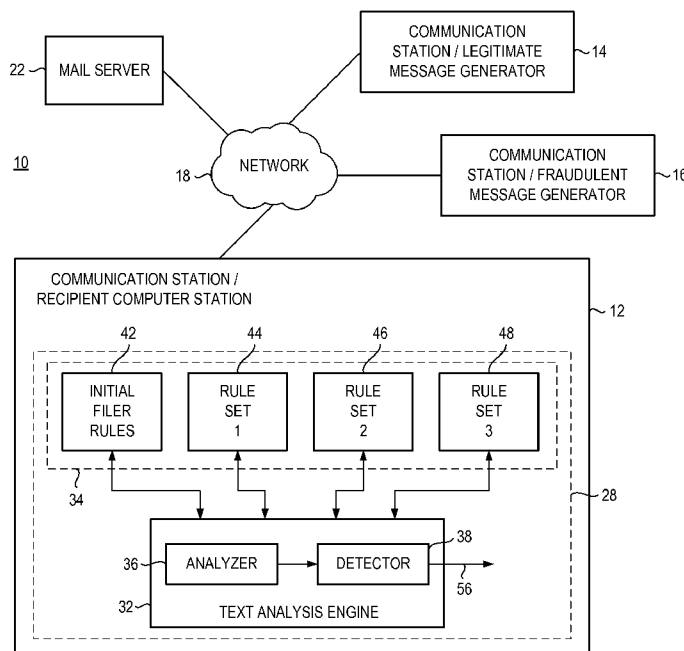 COMMUNICATION
STATION / LEGITIMATE
MESSAGE GENERATOR
14
22
MAIL SERVER
10
18
NETWORK
COMMUNICATION
STATION / FRAUDULENT
MESSAGE GENERATOR
16
COMMUNICATION STATION /
RECIPIENT COMPUTER STATION
12
42
44
46
48
INITIAL
FILER
RULES
RULE
SET
1
RULE
SET
2
RULE
SET
3
34
28
36
ANALYZER
DETECTOR
38
56
32
TEXT ANALYSIS ENGINE